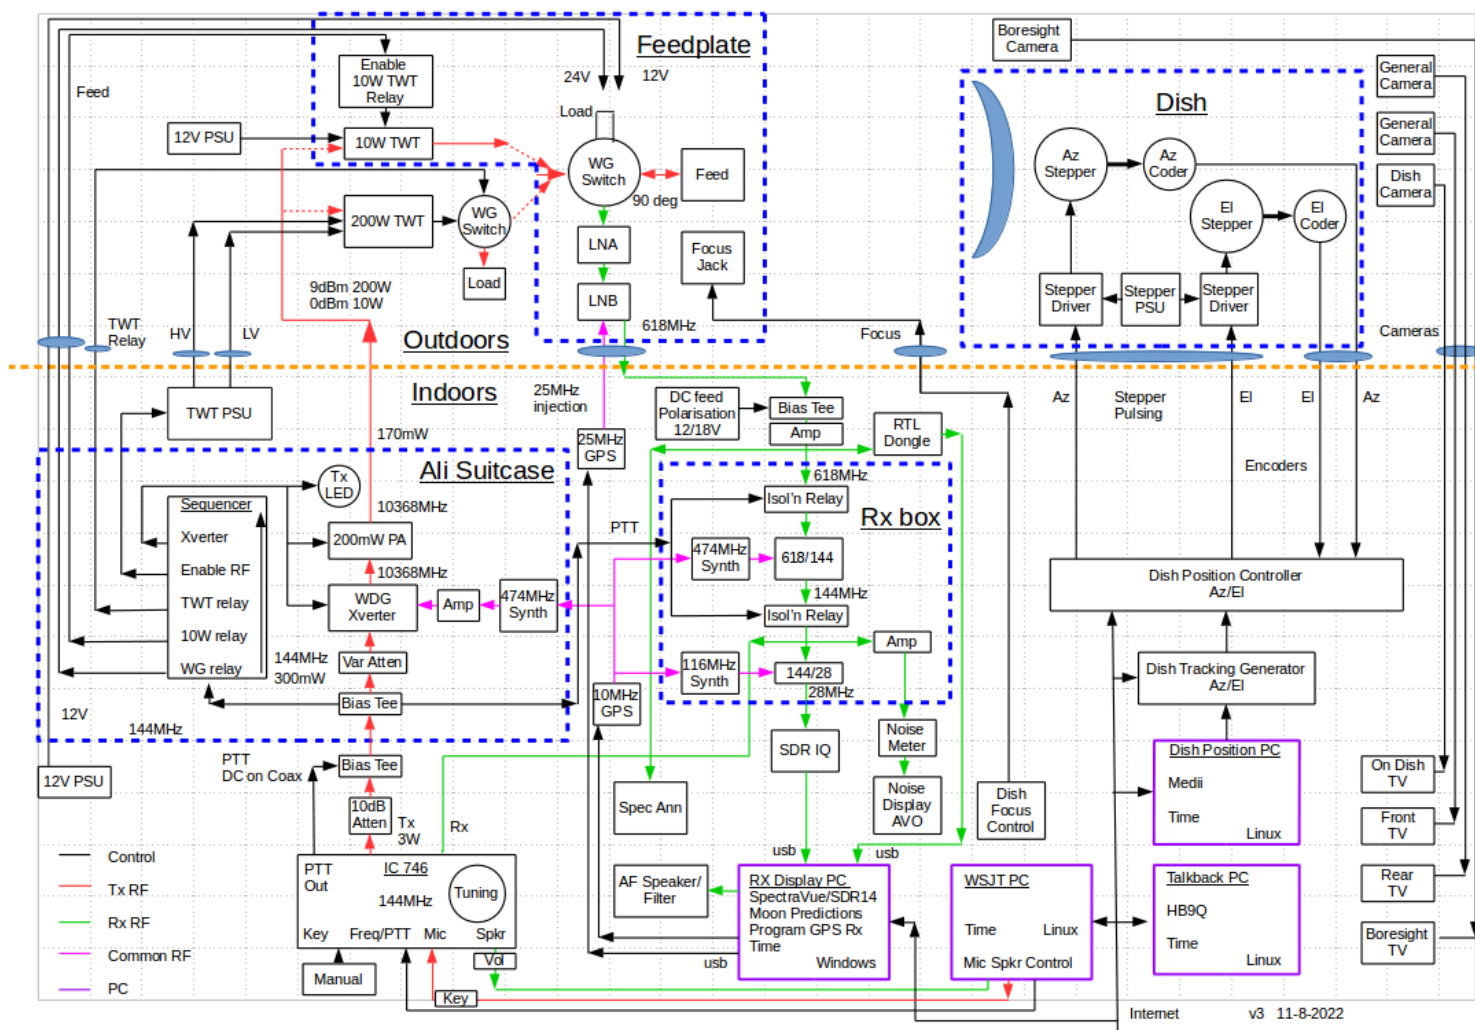 Feedplate
Boresight
Camera
Enable
10W TWT
Relay
24V
12V
General
Camera
Feed
Load
Dish
General
Camera
12V PSU
10W TWT
WG
Switch
Feed
Az
Stepper
Az
Coder
Dish
Camera
90 deg
200W TWT
WG
Switch
El
Stepper
El
Coder
LNA
Focus
Jack
Load
LNB
9dBm 200W
0dBm 10W
Stepper
Driver
Stepper
PSU
Stepper
Driver
TWT
Relay
HV
LV
618MHz
Focus
Cameras
Outdoors
Indoors
25MHz
injection
DC feed
Polarisation
12/18V
Bias Tee
Az
Stepper
Pulsing
El
El
Az
TWT PSU
RTL
Dongle
170mW
Amp
25MHz
GPS
Ali Suitcase
Tx
LED
618MHz
Encoders
Sequencer
10368MHz
Isol'n Relay
Rx box
PTT
Xverter
200mW PA
474MHz
Synth
618/144
Enable RF
10368MHz
Dish Position Controller
Az/El
TWT relay
WDG
Xverter
Amp
474MHz
Synth
144MHz
Isol'n Relay
10W relay
Amp
WG relay
144MHz
300mW
Var Atten
116MHz
Synth
144/28
Dish Tracking Generator
Az/El
28MHz
10MHz
GPS
Bias Tee
12V
144MHz
SDR IQ
Noise
Meter
Dish Position PC
Medii
Time
Linux
PTT
DC on Coax
Bias Tee
12V PSU
On Dish
TV
10dB
Atten
Spec Ann
Noise
Display
AVO
Dish
Focus
Control
Tx
3W
Rx
Front
TV
usb
usb
Control
Tx RF
Rx RF
Common RF
PC
PTT
Out
IC 746
144MHz
Tuning
Key
Freq/PTT
Mic
Spkr
AF Speaker/
Filter
RX Display PC
SpectraVue/SDR14
Moon Predictions
Program GPS Rx
Time
Windows
WSJT PC
Time
Linux
Mic Spkr Control
Talkback PC
HB9Q
Time
Linux
Rear
TV
Boresight
TV
Manual
Vol
usb
Key
Internet
v3 11-8-2022